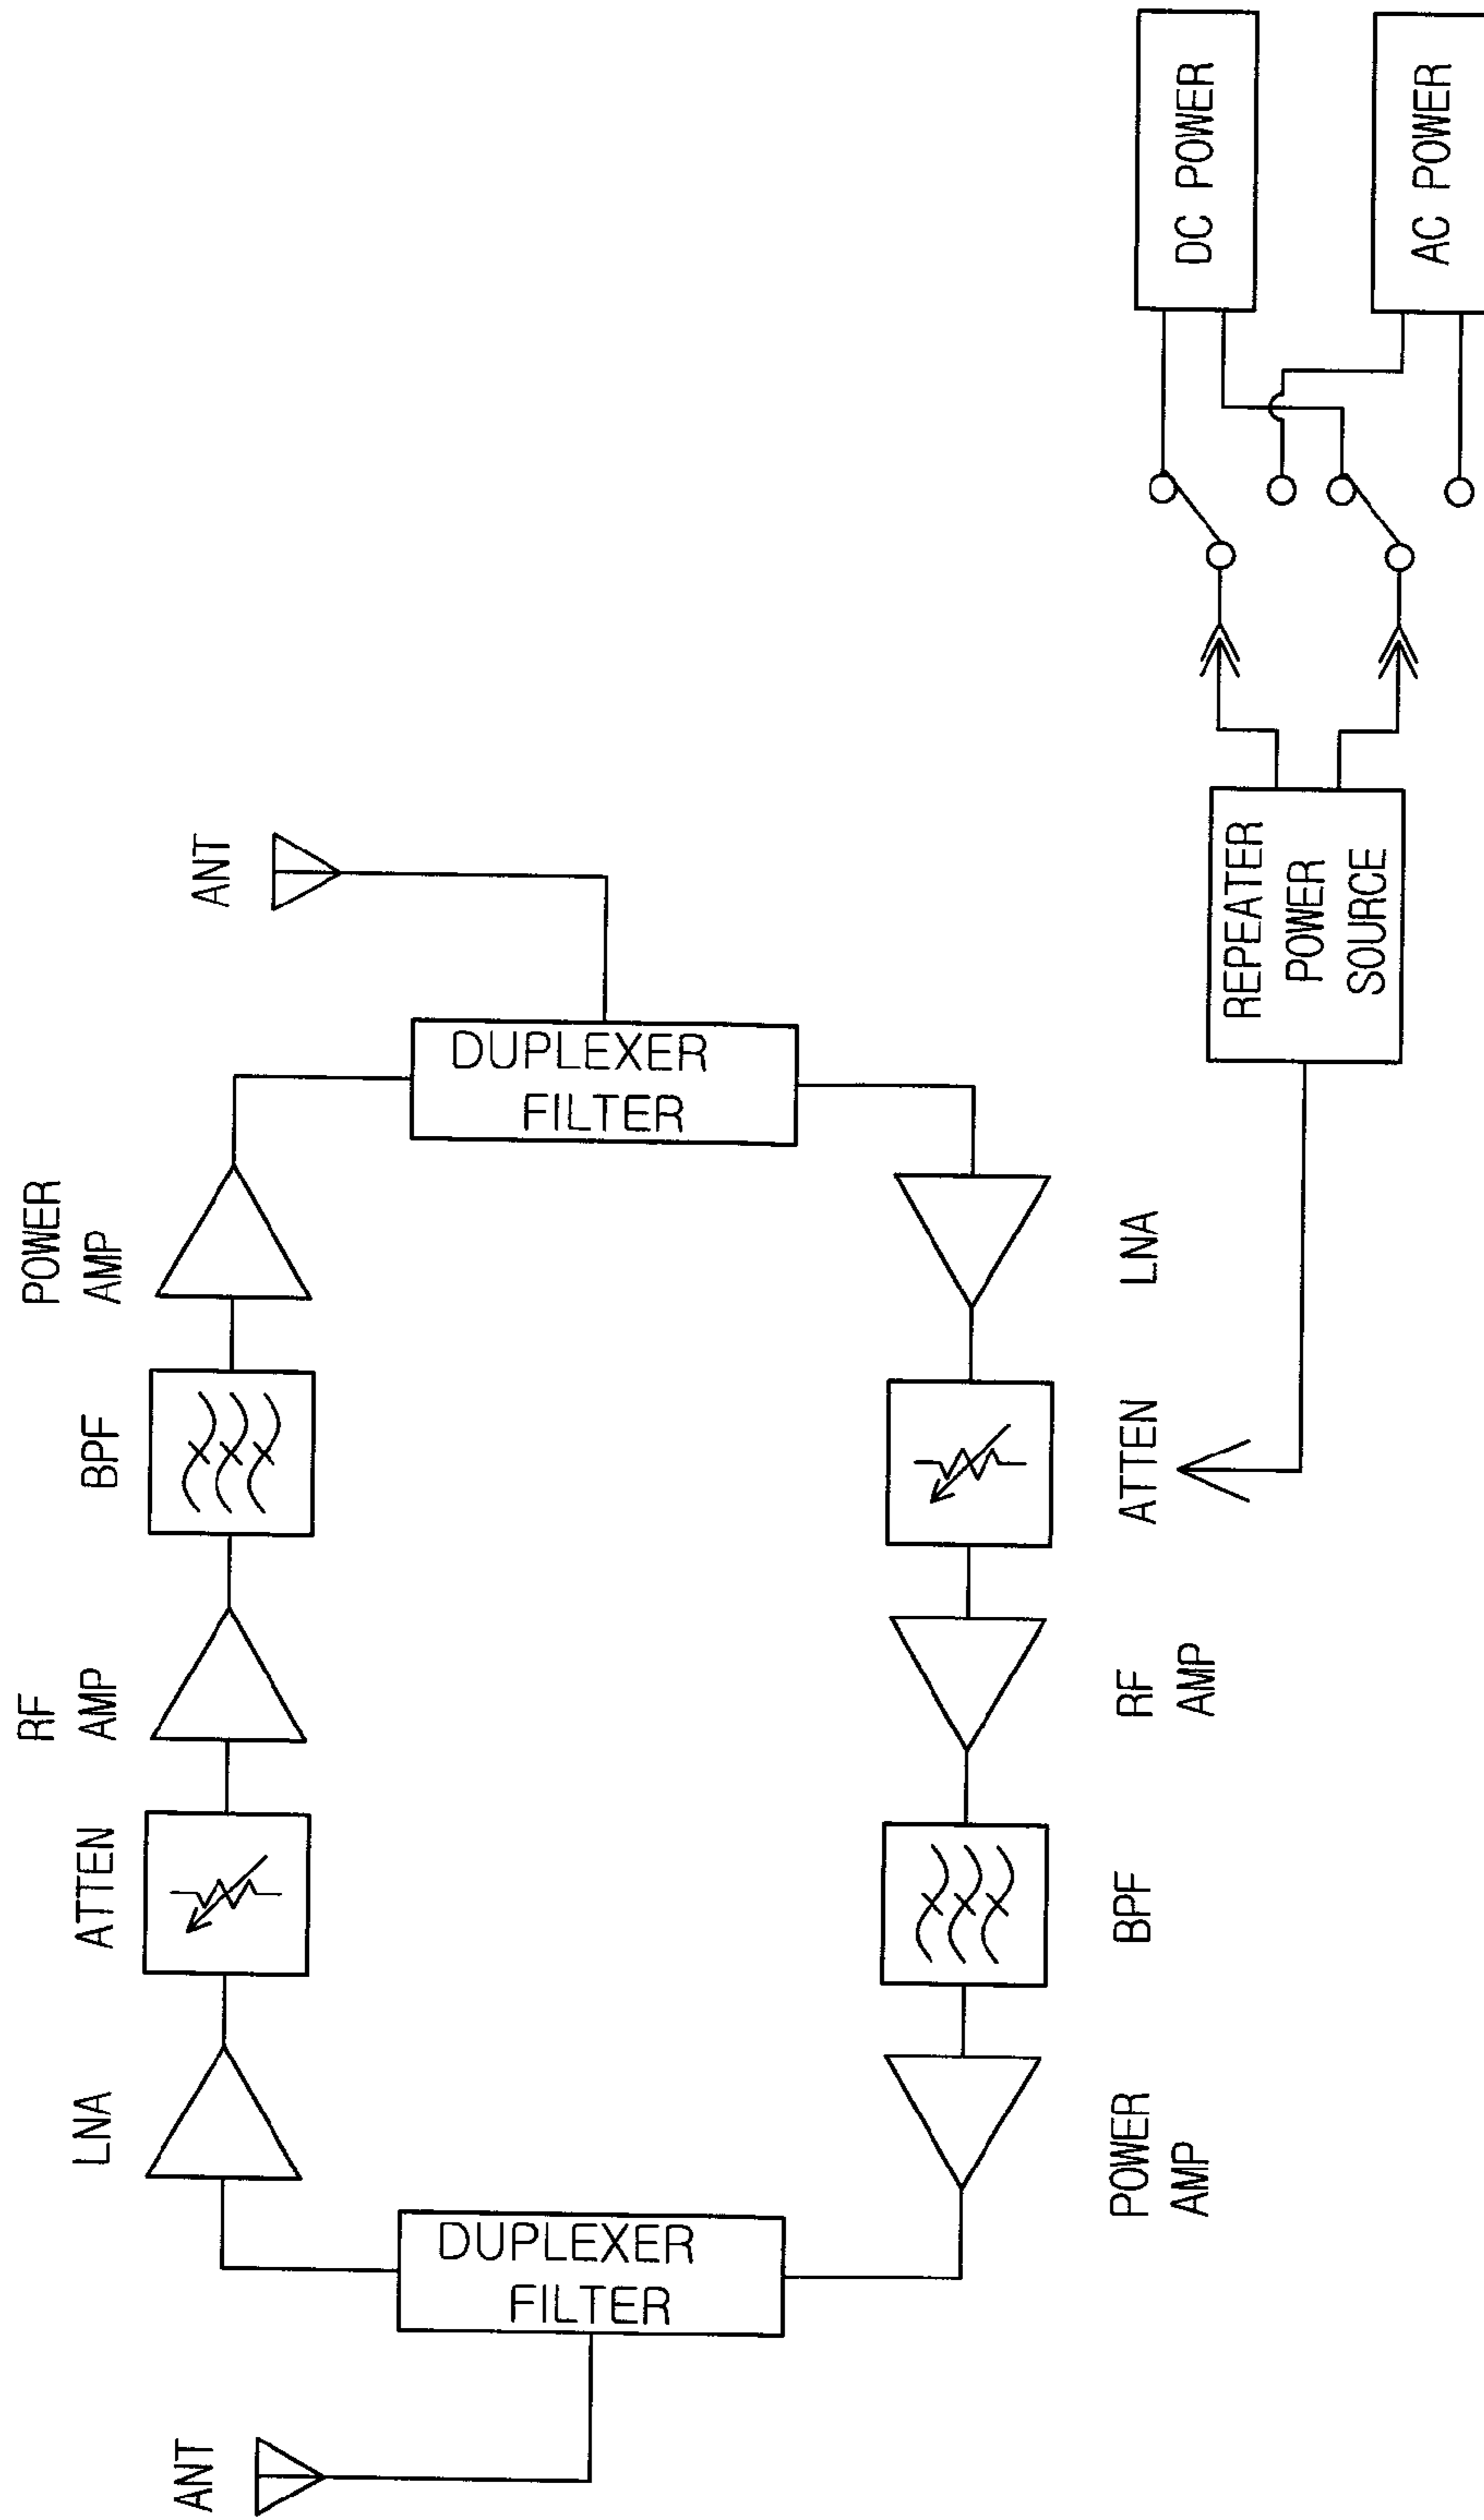 ANT
DUPLEXER
FILTER
LNA
ATTEN
RF
AMP
BPF
POWER
AMP
DUPLEXER
FILTER
ANT
LNA
ATTEN
RF
AMP
BPF
POWER
AMP
REPEATER
POWER
SOURCE
DC POWER
AC POWER